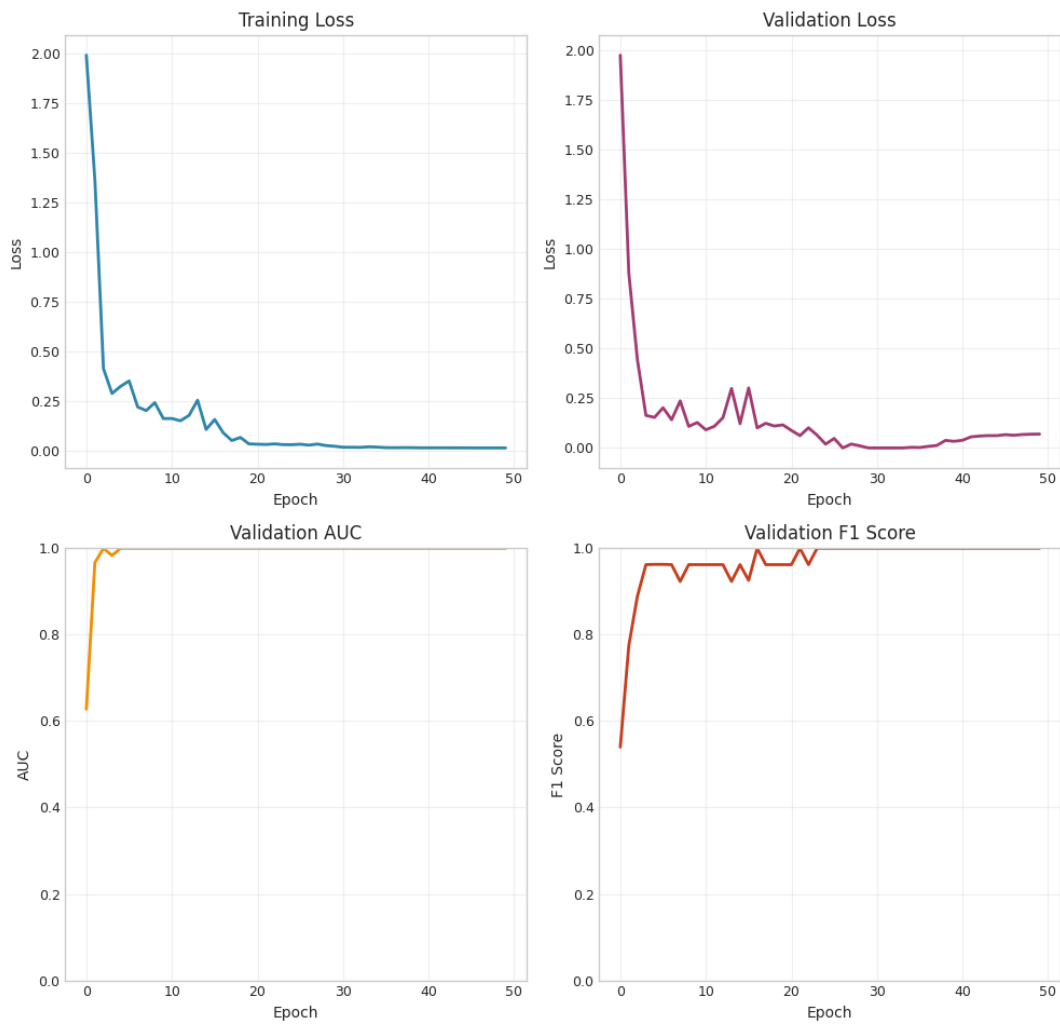 Training Loss
2.00
1.75
1.50
1.25
1.00
0.75
0.50
0.25
0.00
Loss
0 10 20 30 40 50
Epoch
Validation Loss
2.00
1.75
1.50
1.25
1.00
0.75
0.50
0.25
0.00
Loss
0 10 20 30 40 50
Epoch
Validation AUC
1.0
0.8
0.6
0.4
0.2
0.0
AUC
0 10 20 30 40 50
Epoch
Validation F1 Score
1.0
0.8
0.6
0.4
0.2
0.0
F1 Score
0 10 20 30 40 50
Epoch